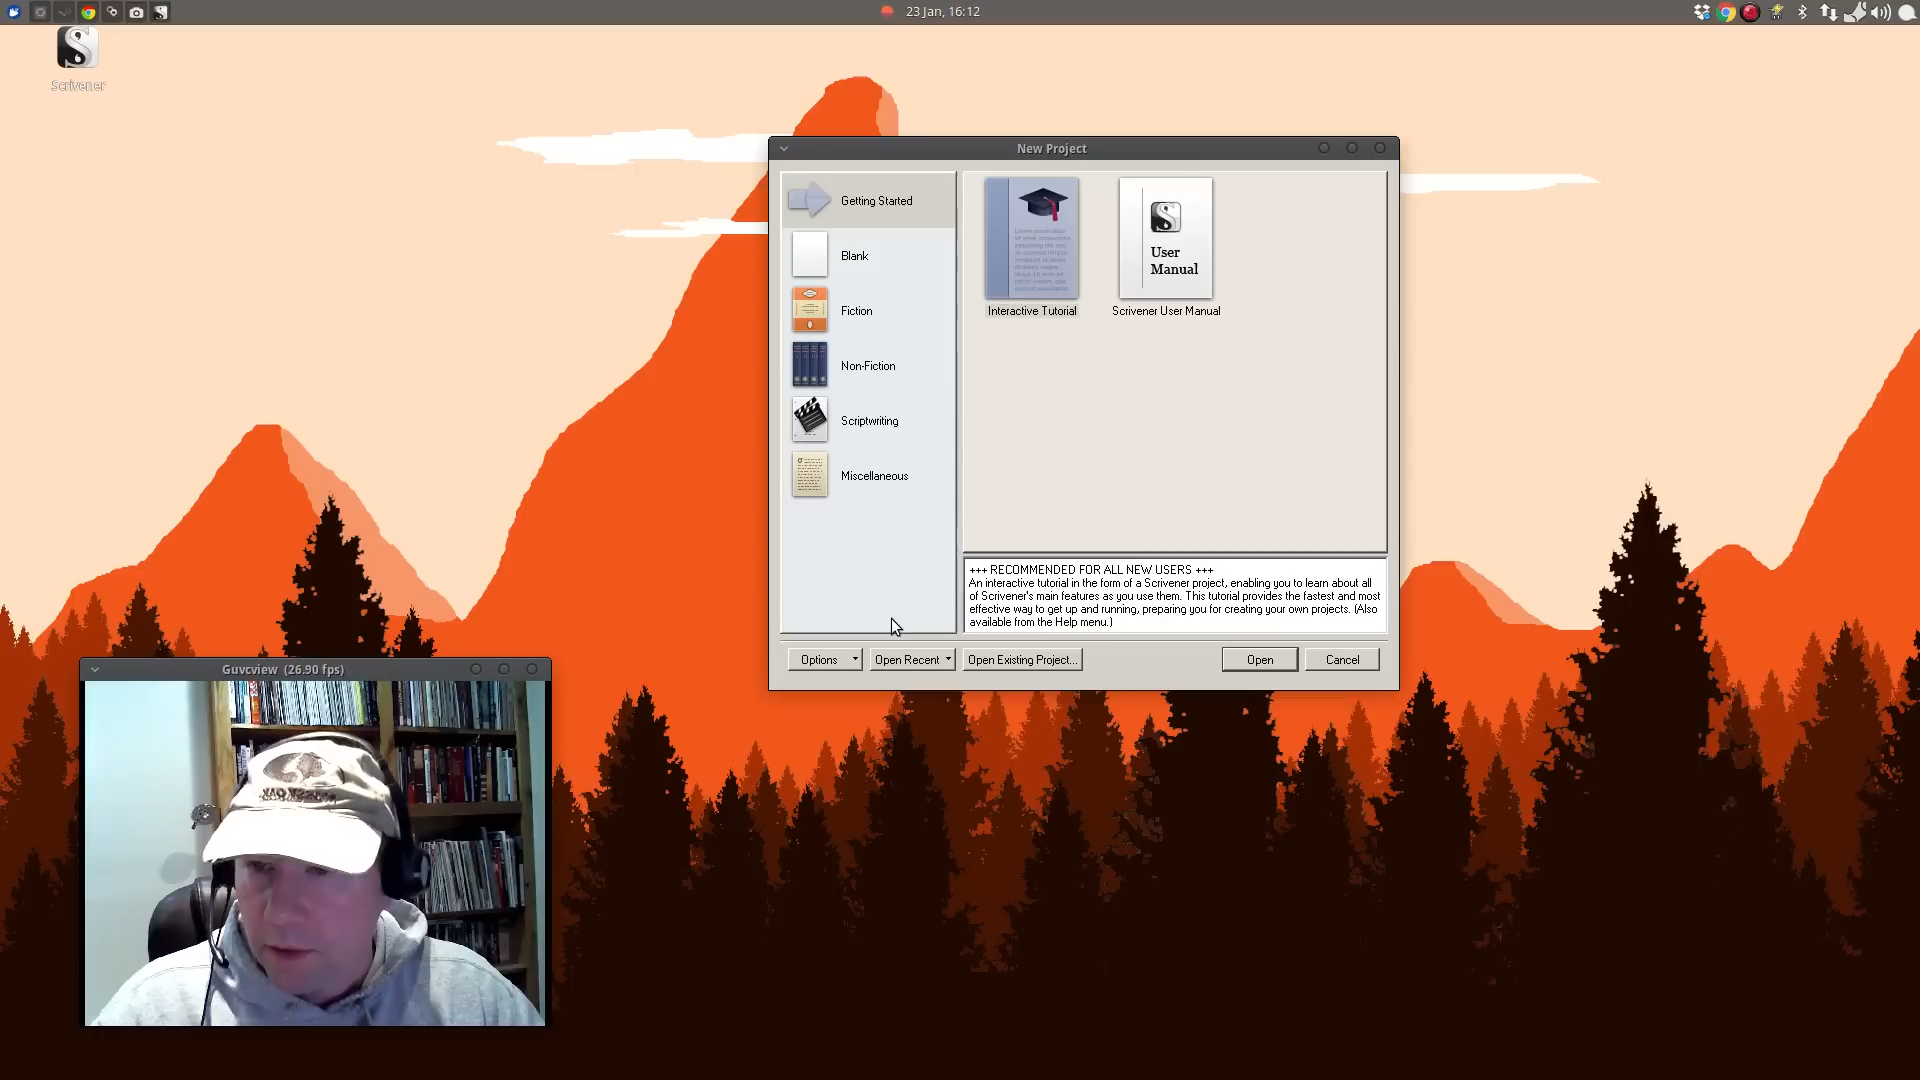 23 Jan, 16:12
Scrivener
New Project
Getting Started
Blank
Fiction
Non-Fiction
Scriptwriting
Miscellaneous
Interactive Tutorial
User
Manual
Scrivener User Manual
+++ RECOMMENDED FOR ALL NEW USERS +++
An interactive tutorial in the form of a Scrivener project, enabling you to learn about all
of Scrivener's main features as you use them. This tutorial provides the fastest and most
effective way to get up and running, preparing you for creating your own projects. (Also
available from the Help menu.)
Options
Open Recent
Open Existing Project...
Open
Cancel
Guvcview (26.90 fps)